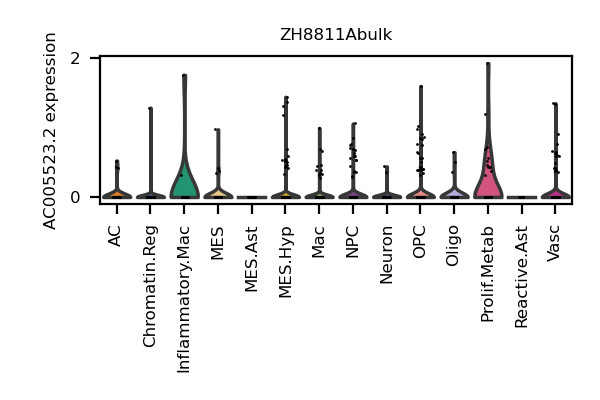 ZH8811Abulk
AC005523.2 expression
2
0
AC
Chromatin.Reg
Inflammatory.Mac
MES
MES.Ast
MES.Hyp
Mac
NPC
Neuron
OPC
Oligo
Prolif.Metab
Reactive.Ast
Vasc